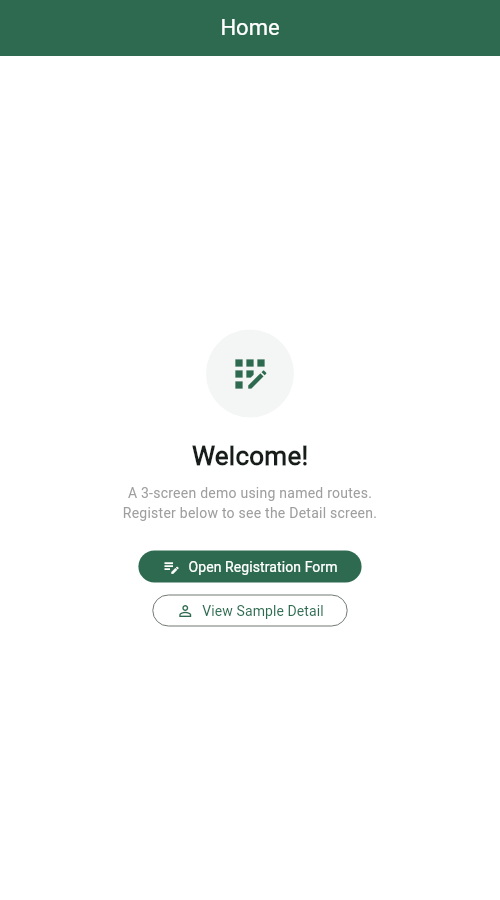 Home
Welcome!
A 3-screen demo using named routes.
Register below to see the Detail screen.
Open Registration Form
View Sample Detail